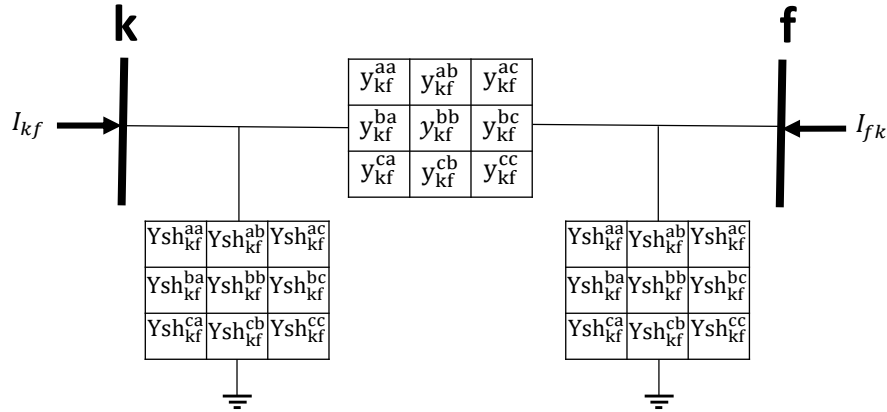 k f
y_kf^aa y_kf^ab y_kf^ac
I_kf y_kf^ba y_kf^bb y_kf^bc I_fk
y_kf^ca y_kf^cb y_kf^cc
Ysh_kf^aa Ysh_kf^ab Ysh_kf^ac Ysh_kf^aa Ysh_kf^ab Ysh_kf^ac
Ysh_kf^ba Ysh_kf^bb Ysh_kf^bc Ysh_kf^ba Ysh_kf^bb Ysh_kf^bc
Ysh_kf^ca Ysh_kf^cb Ysh_kf^cc Ysh_kf^ca Ysh_kf^cb Ysh_kf^cc